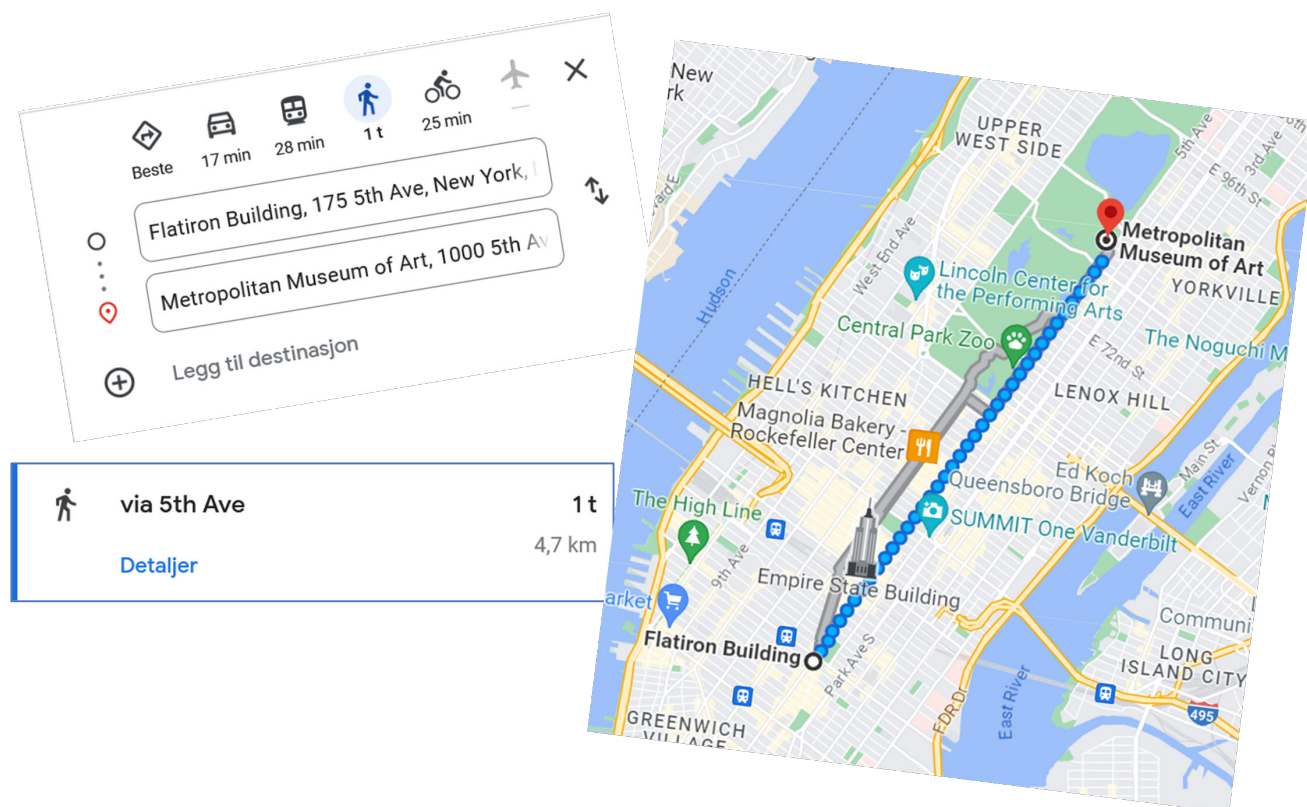 Beste
17 min
28 min
1 t
25 min
Flatiron Building, 175 5th Ave, New York,
Metropolitan Museum of Art, 1000 5th Av
Legg til destinasjon
via 5th Ave
1 t
4,7 km
Detaljer
New
rk
UPPER
WEST SIDE
5th Ave
3rd Ave
E 96th St
West End Ave
Metropolitan
Museum of Art
YORKVILLE
Hudson
Lincoln Center for
the Performing Arts
Central Park Zoo
E 72nd St
The Noguchi M
HELL'S KITCHEN
LENOX HILL
Magnolia Bakery -
Rockefeller Center
Ed Koch
Queensboro Bridge
Main St
East River
Vernon
The High Line
SUMMIT One Vanderbilt
9th Ave
Empire State Building
arket
Communi
Flatiron Building
Park Ave S
LONG
ISLAND CITY
FDR Dr
East River
495
GREENWICH
VILLAGE